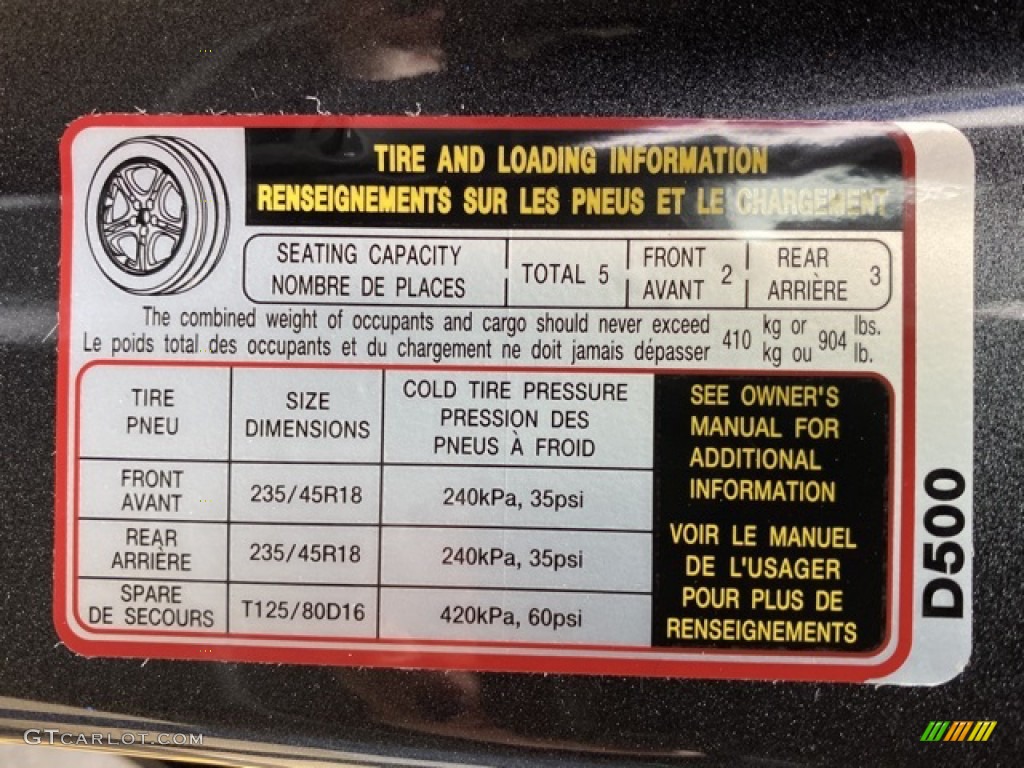 TIRE AND LOADING INFORMATION
RENSEIGNEMENTS SUR LES PNEUS ET LE CHARGEMENT
SEATING CAPACITY
NOMBRE DE PLACES
TOTAL 5
FRONT
AVANT 2
REAR
ARRIÈRE 3
The combined weight of occupants and cargo should never exceed 410 kg or 904 lbs.
Le poids total des occupants et du chargement ne doit jamais dépasser kg ou lb.
TIRE
PNEU
SIZE
DIMENSIONS
COLD TIRE PRESSURE
PRESSION DES
PNEUS À FROID
FRONT
AVANT
235/45R18
240kPa, 35psi
REAR
ARRIÈRE
235/45R18
240kPa, 35psi
SPARE
DE SECOURS
T125/80D16
420kPa, 60psi
SEE OWNER'S
MANUAL FOR
ADDITIONAL
INFORMATION
VOIR LE MANUEL
DE L'USAGER
POUR PLUS DE
RENSEIGNEMENTS
D500
GTCARLOT.COM